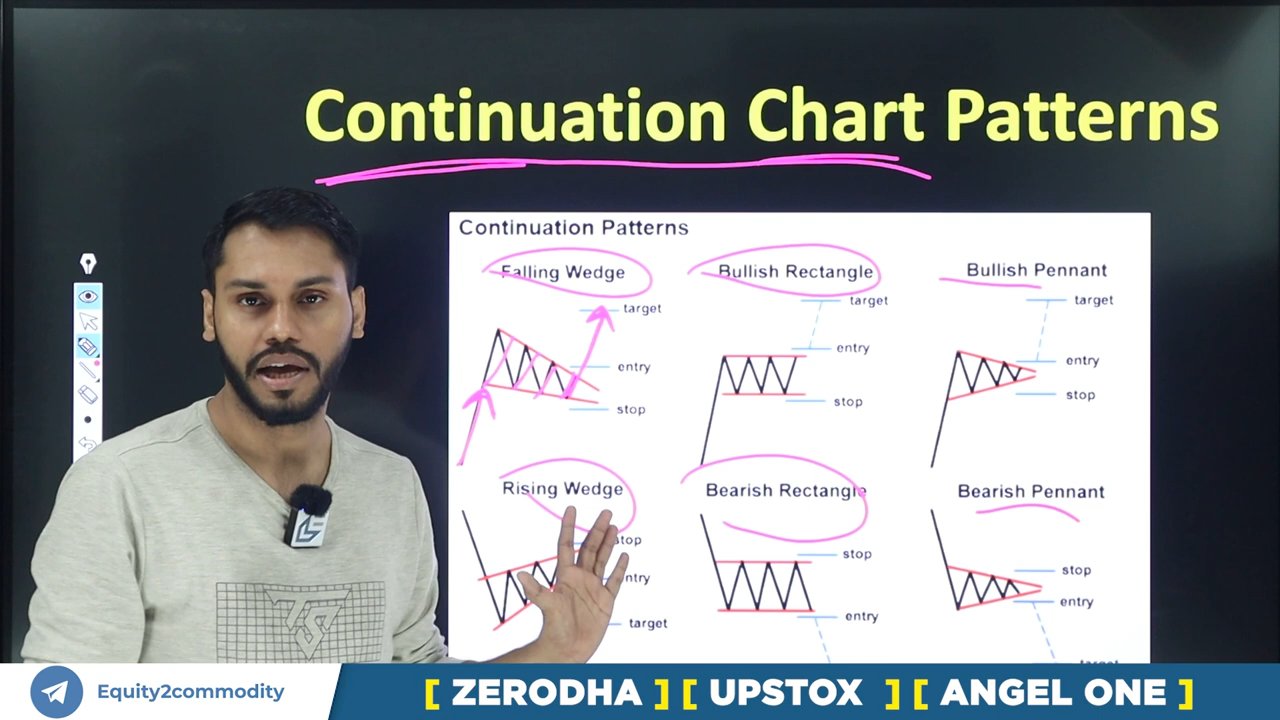 Continuation Chart Patterns
Continuation Patterns
Falling Wedge
Bullish Rectangle
Bullish Pennant
target
target
target
entry
entry
entry
stop
stop
stop
Rising Wedge
Bearish Rectangle
Bearish Pennant
stop
stop
stop
entry
entry
entry
target
target
TS
Equity2commodity
[ ZERODHA ] [ UPSTOX ] [ ANGEL ONE ]